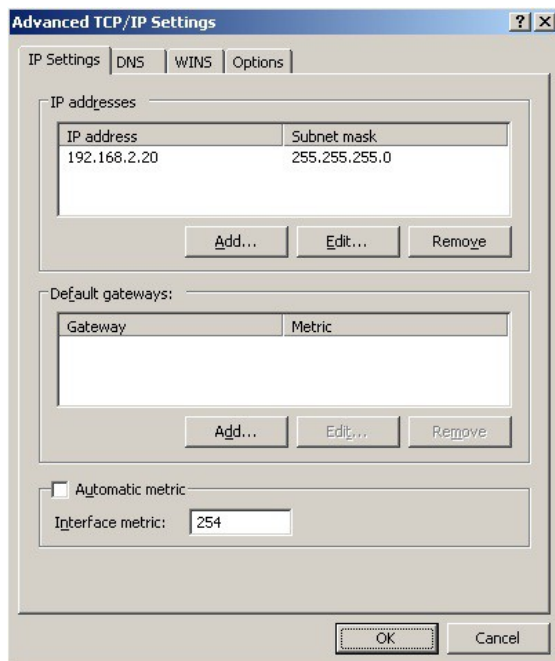 Advanced TCP/IP Settings
IP Settings DNS WINS Options
IP addresses
IP address Subnet mask
192.168.2.20 255.255.255.0
Add... Edit... Remove
Default gateways:
Gateway Metric
Add... Edit... Remove
Automatic metric
Interface metric: 254
OK Cancel